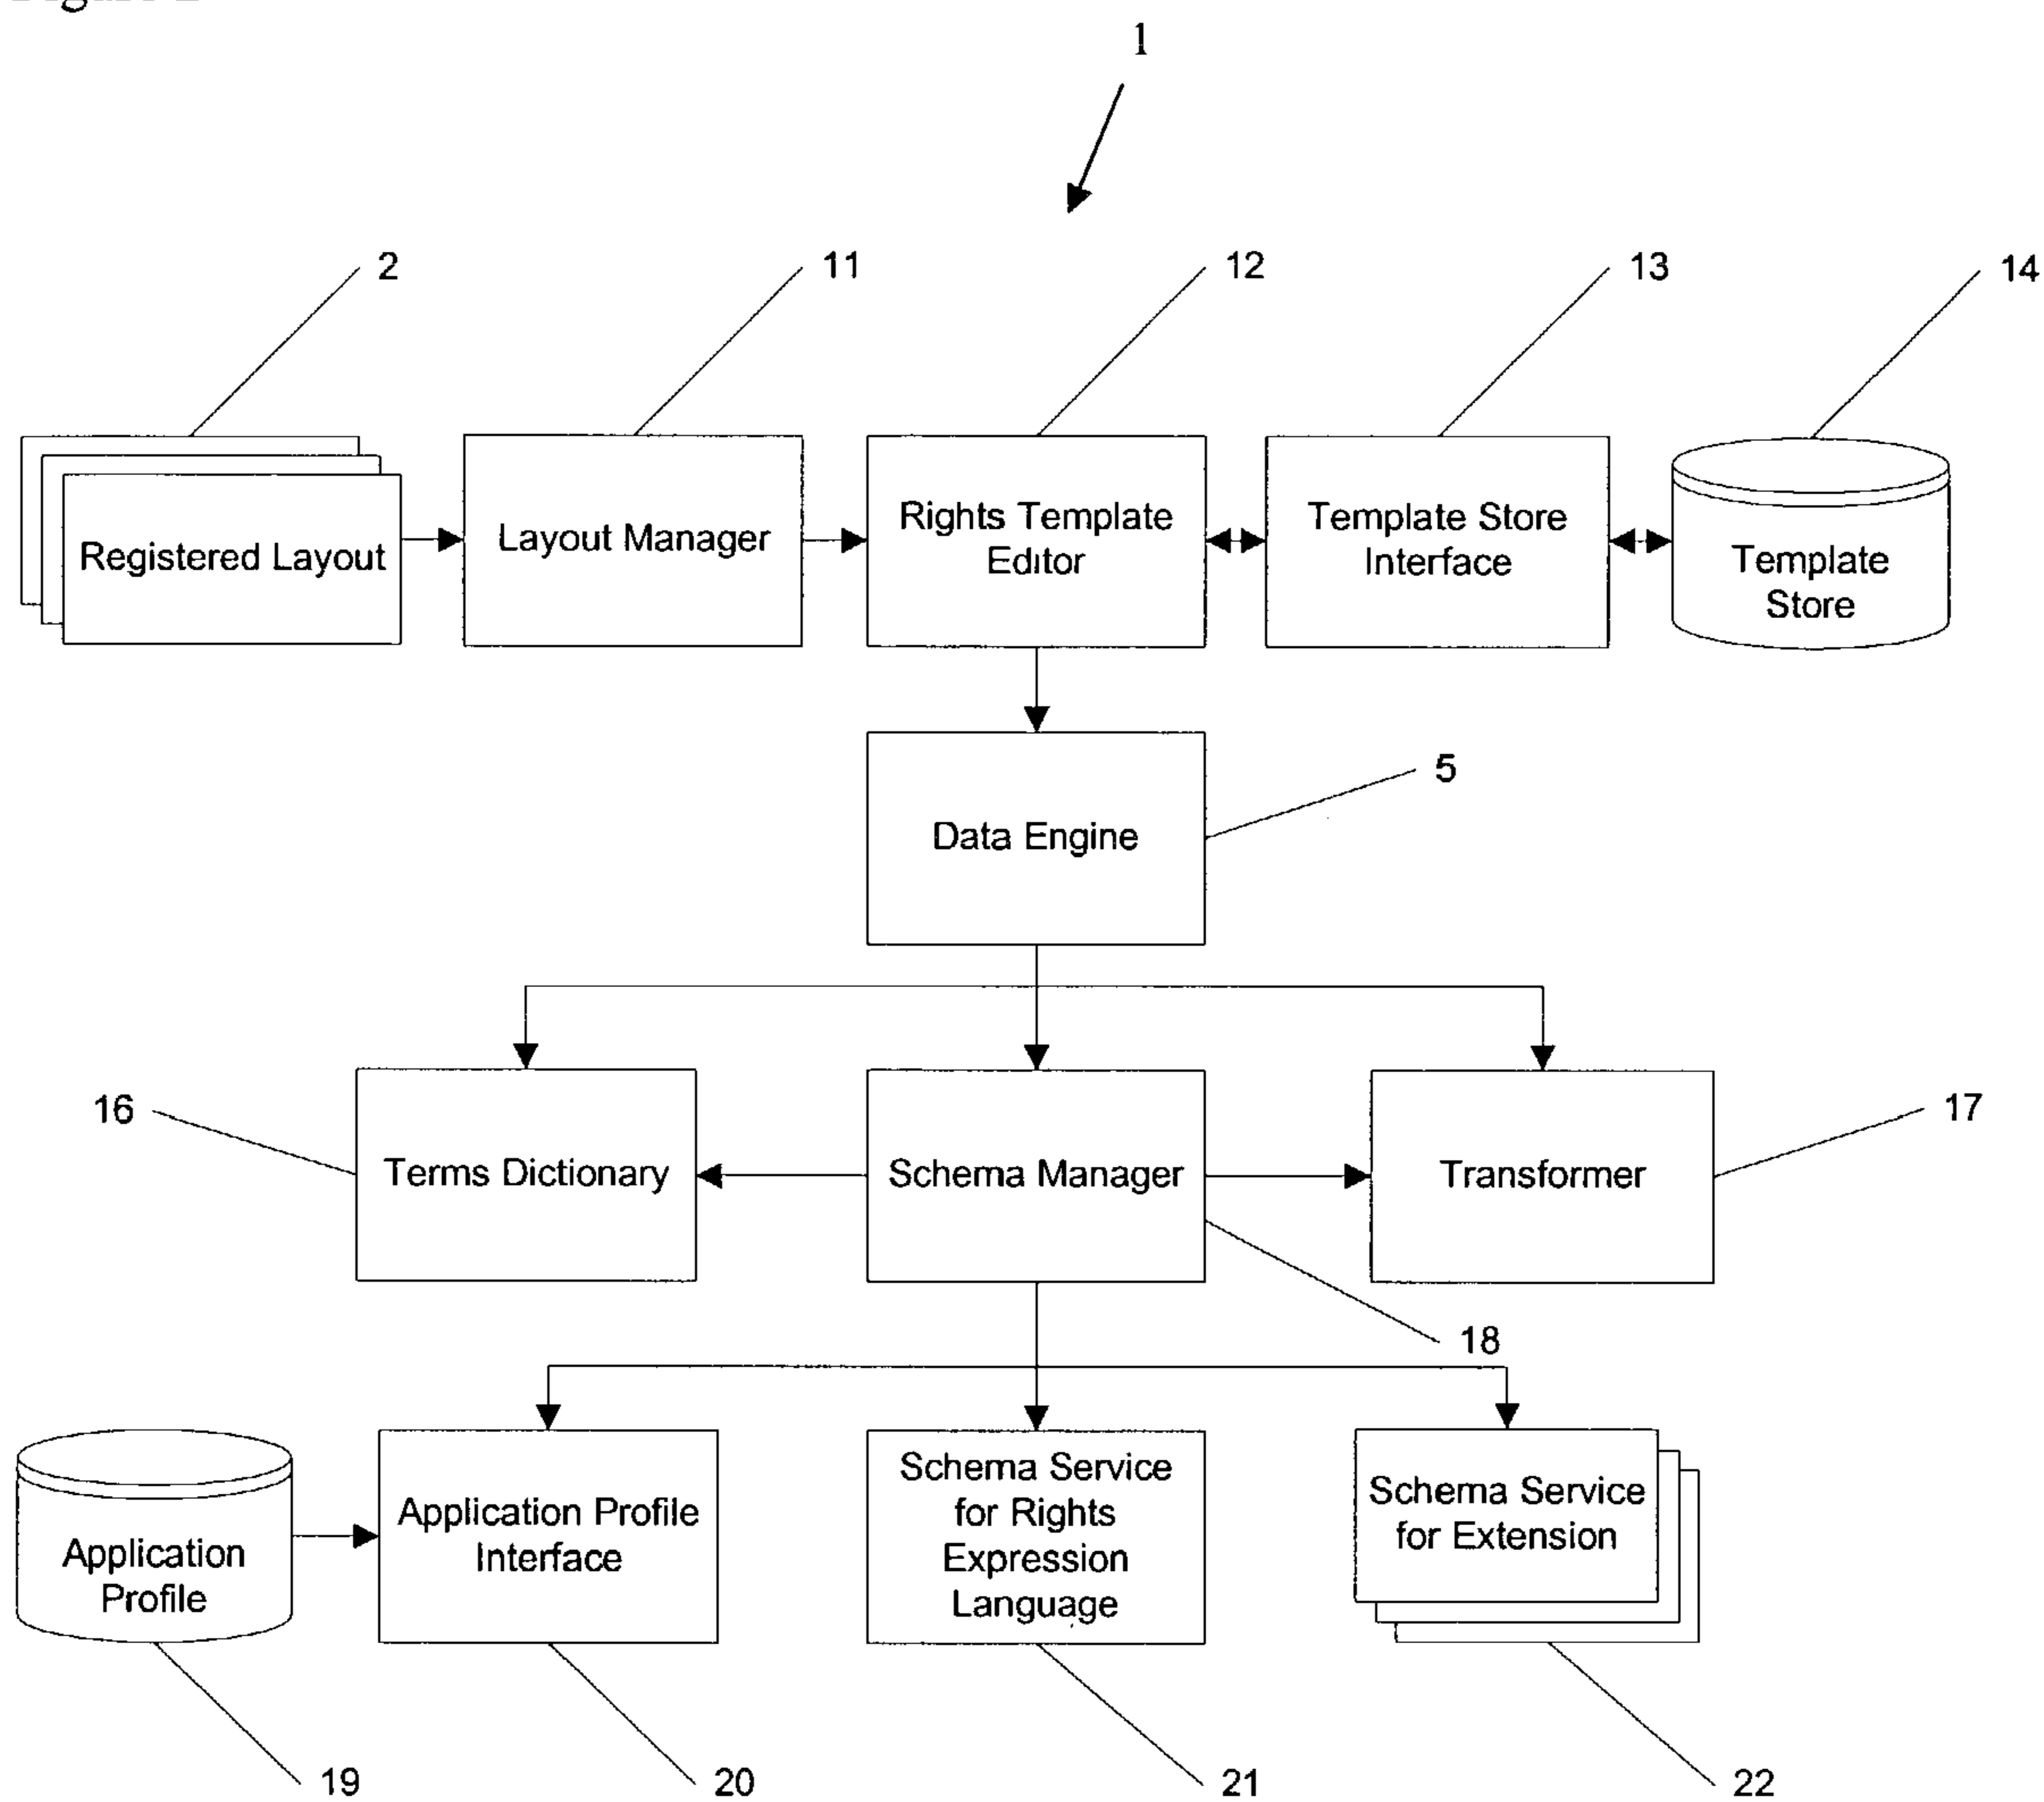 1
2
11
12
13
14
Registered Layout
Layout Manager
Rights Template
Editor
Template Store
Interface
Template
Store
5
Data Engine
16
17
Terms Dictionary
Schema Manager
Transformer
18
Application
Profile
Application Profile
Interface
Schema Service
for Rights
Expression
Language
Schema Service
for Extension
19
20
21
22